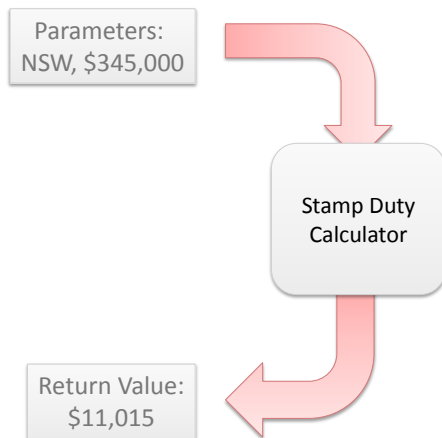 Parameters:
NSW, $345,000
Stamp Duty
Calculator
Return Value:
$11,015